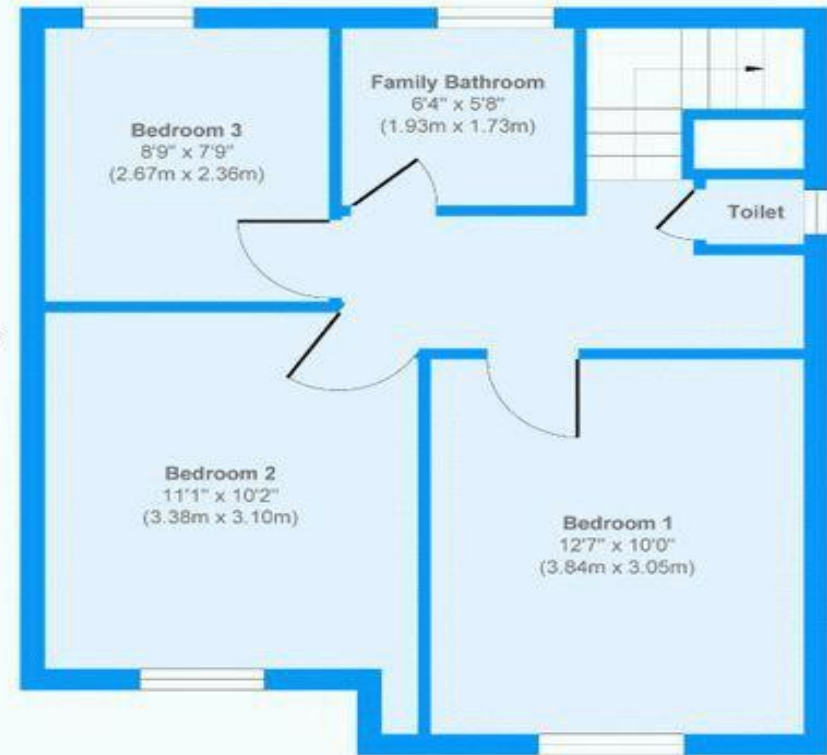 Family Bathroom
6'4" x 5'8"
(1.93m x 1.73m)
Bedroom 3
8'9" x 7'9"
(2.67m x 2.36m)
Toilet
Bedroom 2
11'1" x 10'2"
(3.38m x 3.10m)
Bedroom 1
12'7" x 10'0"
(3.84m x 3.05m)